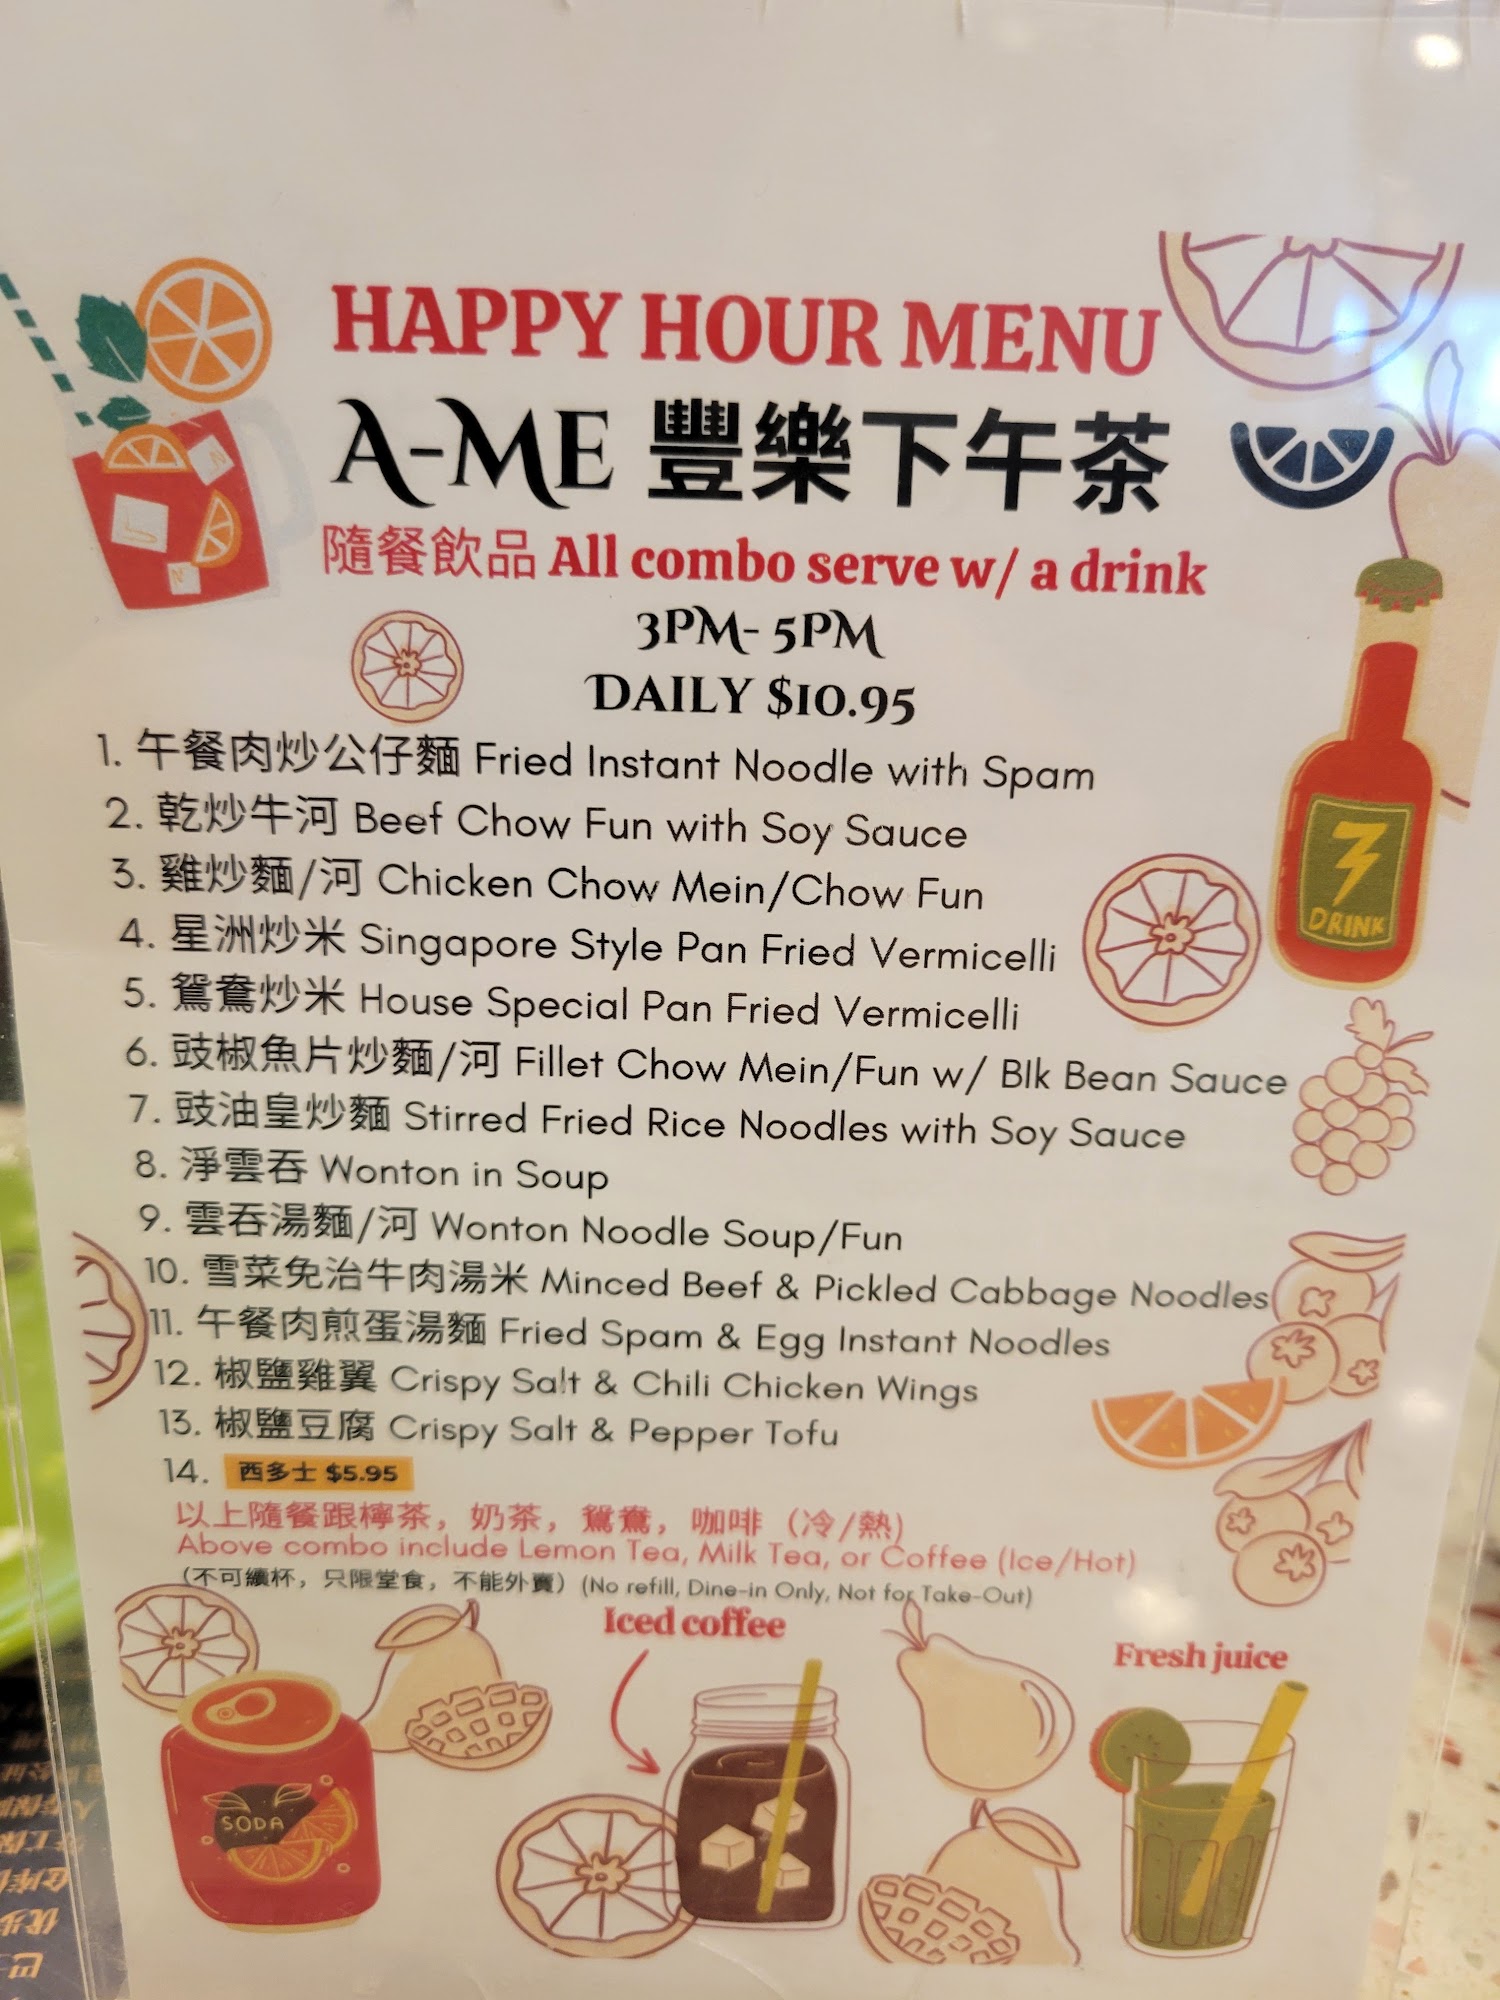 HAPPY HOUR MENU
A-ME 豐樂下午茶
隨餐飲品 All combo serve w/ a drink
3PM- 5PM
DAILY $10.95
1. 午餐肉炒公仔麵 Fried Instant Noodle with Spam
2. 乾炒牛河 Beef Chow Fun with Soy Sauce
3. 雞炒麵/河 Chicken Chow Mein/Chow Fun
4. 星洲炒米 Singapore Style Pan Fried Vermicelli
5. 鴛鴦炒米 House Special Pan Fried Vermicelli
6. 豉椒魚片炒麵/河 Fillet Chow Mein/Fun w/ Blk Bean Sauce
7. 豉油皇炒麵 Stirred Fried Rice Noodles with Soy Sauce
8. 淨雲吞 Wonton in Soup
9. 雲吞湯麵/河 Wonton Noodle Soup/Fun
10. 雪菜免治牛肉湯米 Minced Beef & Pickled Cabbage Noodles
11. 午餐肉煎蛋湯麵 Fried Spam & Egg Instant Noodles
12. 椒鹽雞翼 Crispy Salt & Chili Chicken Wings
13. 椒鹽豆腐 Crispy Salt & Pepper Tofu
14. 西多士 $5.95
以上隨餐跟檸茶，奶茶，鴛鴦，咖啡（冷/熱）
Above combo include Lemon Tea, Milk Tea, or Coffee (Ice/Hot)
（不可續杯，只限堂食，不能外賣）(No refill, Dine-in Only, Not for Take-Out)
Iced coffee
Fresh juice
DRINK
SODA